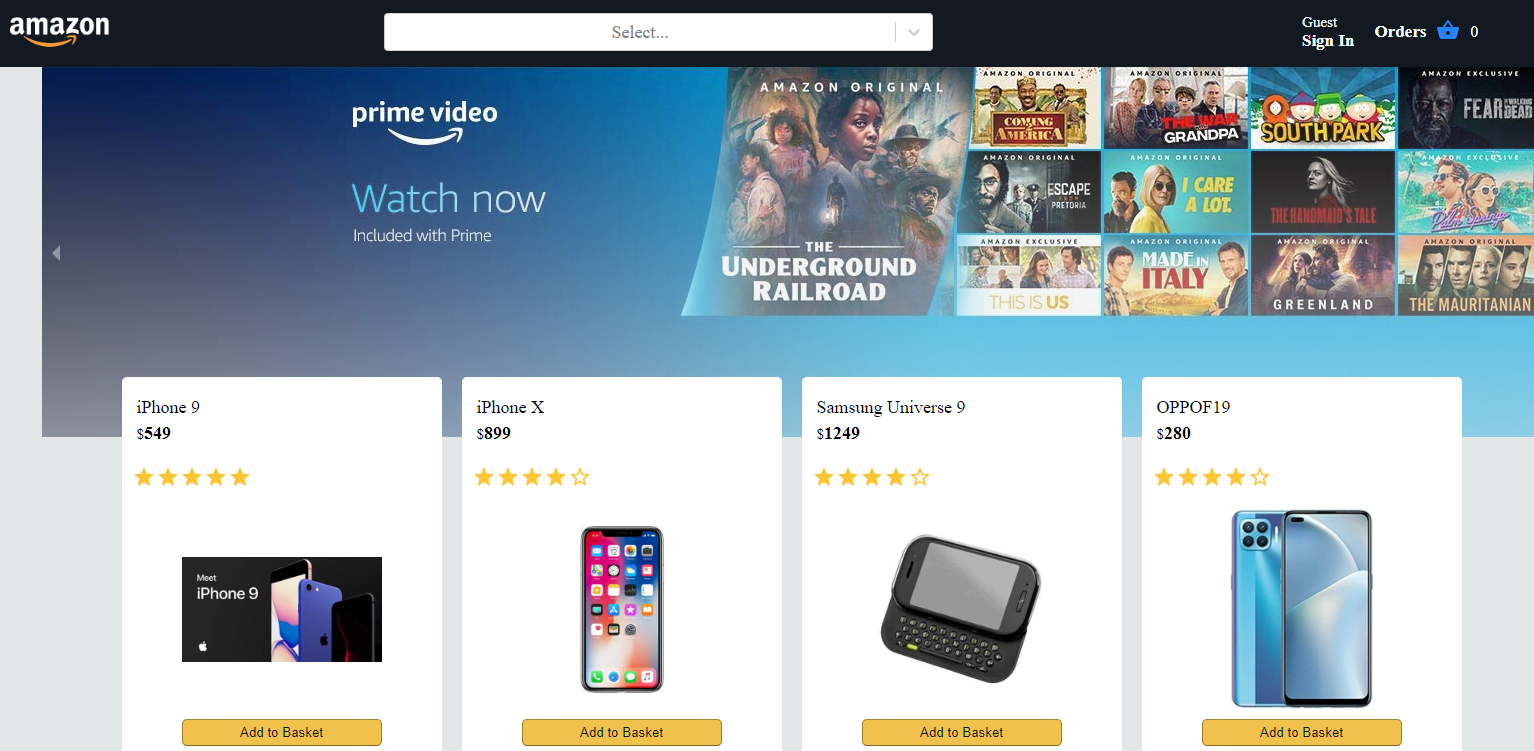 amazon
Select...
Guest
Sign In
Orders
0
prime video
Watch now
Included with Prime
AMAZON ORIGINAL
THE
UNDERGROUND
RAILROAD
AMAZON ORIGINAL
COMING
AMERICA
AMAZON ORIGINAL
THE WAR
GRANDPA
SOUTH PARK
AMAZON EXCLUSIVE
FEAR THE WALKING
DEAD
AMAZON ORIGINAL
ESCAPE
FROM
PRETORIA
AMAZON ORIGINAL
I CARE
A LOT.
THE HANDMAID'S TALE
AMAZON EXCLUSIVE
Palm Springs
AMAZON EXCLUSIVE
THIS IS US
AMAZON ORIGINAL
MADE IN
ITALY
AMAZON ORIGINAL
GREENLAND
AMAZON ORIGINAL
THE MAURITANIAN
iPhone 9
$549
Meet
iPhone 9
Add to Basket
iPhone X
$899
Add to Basket
Samsung Universe 9
$1249
Add to Basket
OPPOF19
$280
Add to Basket